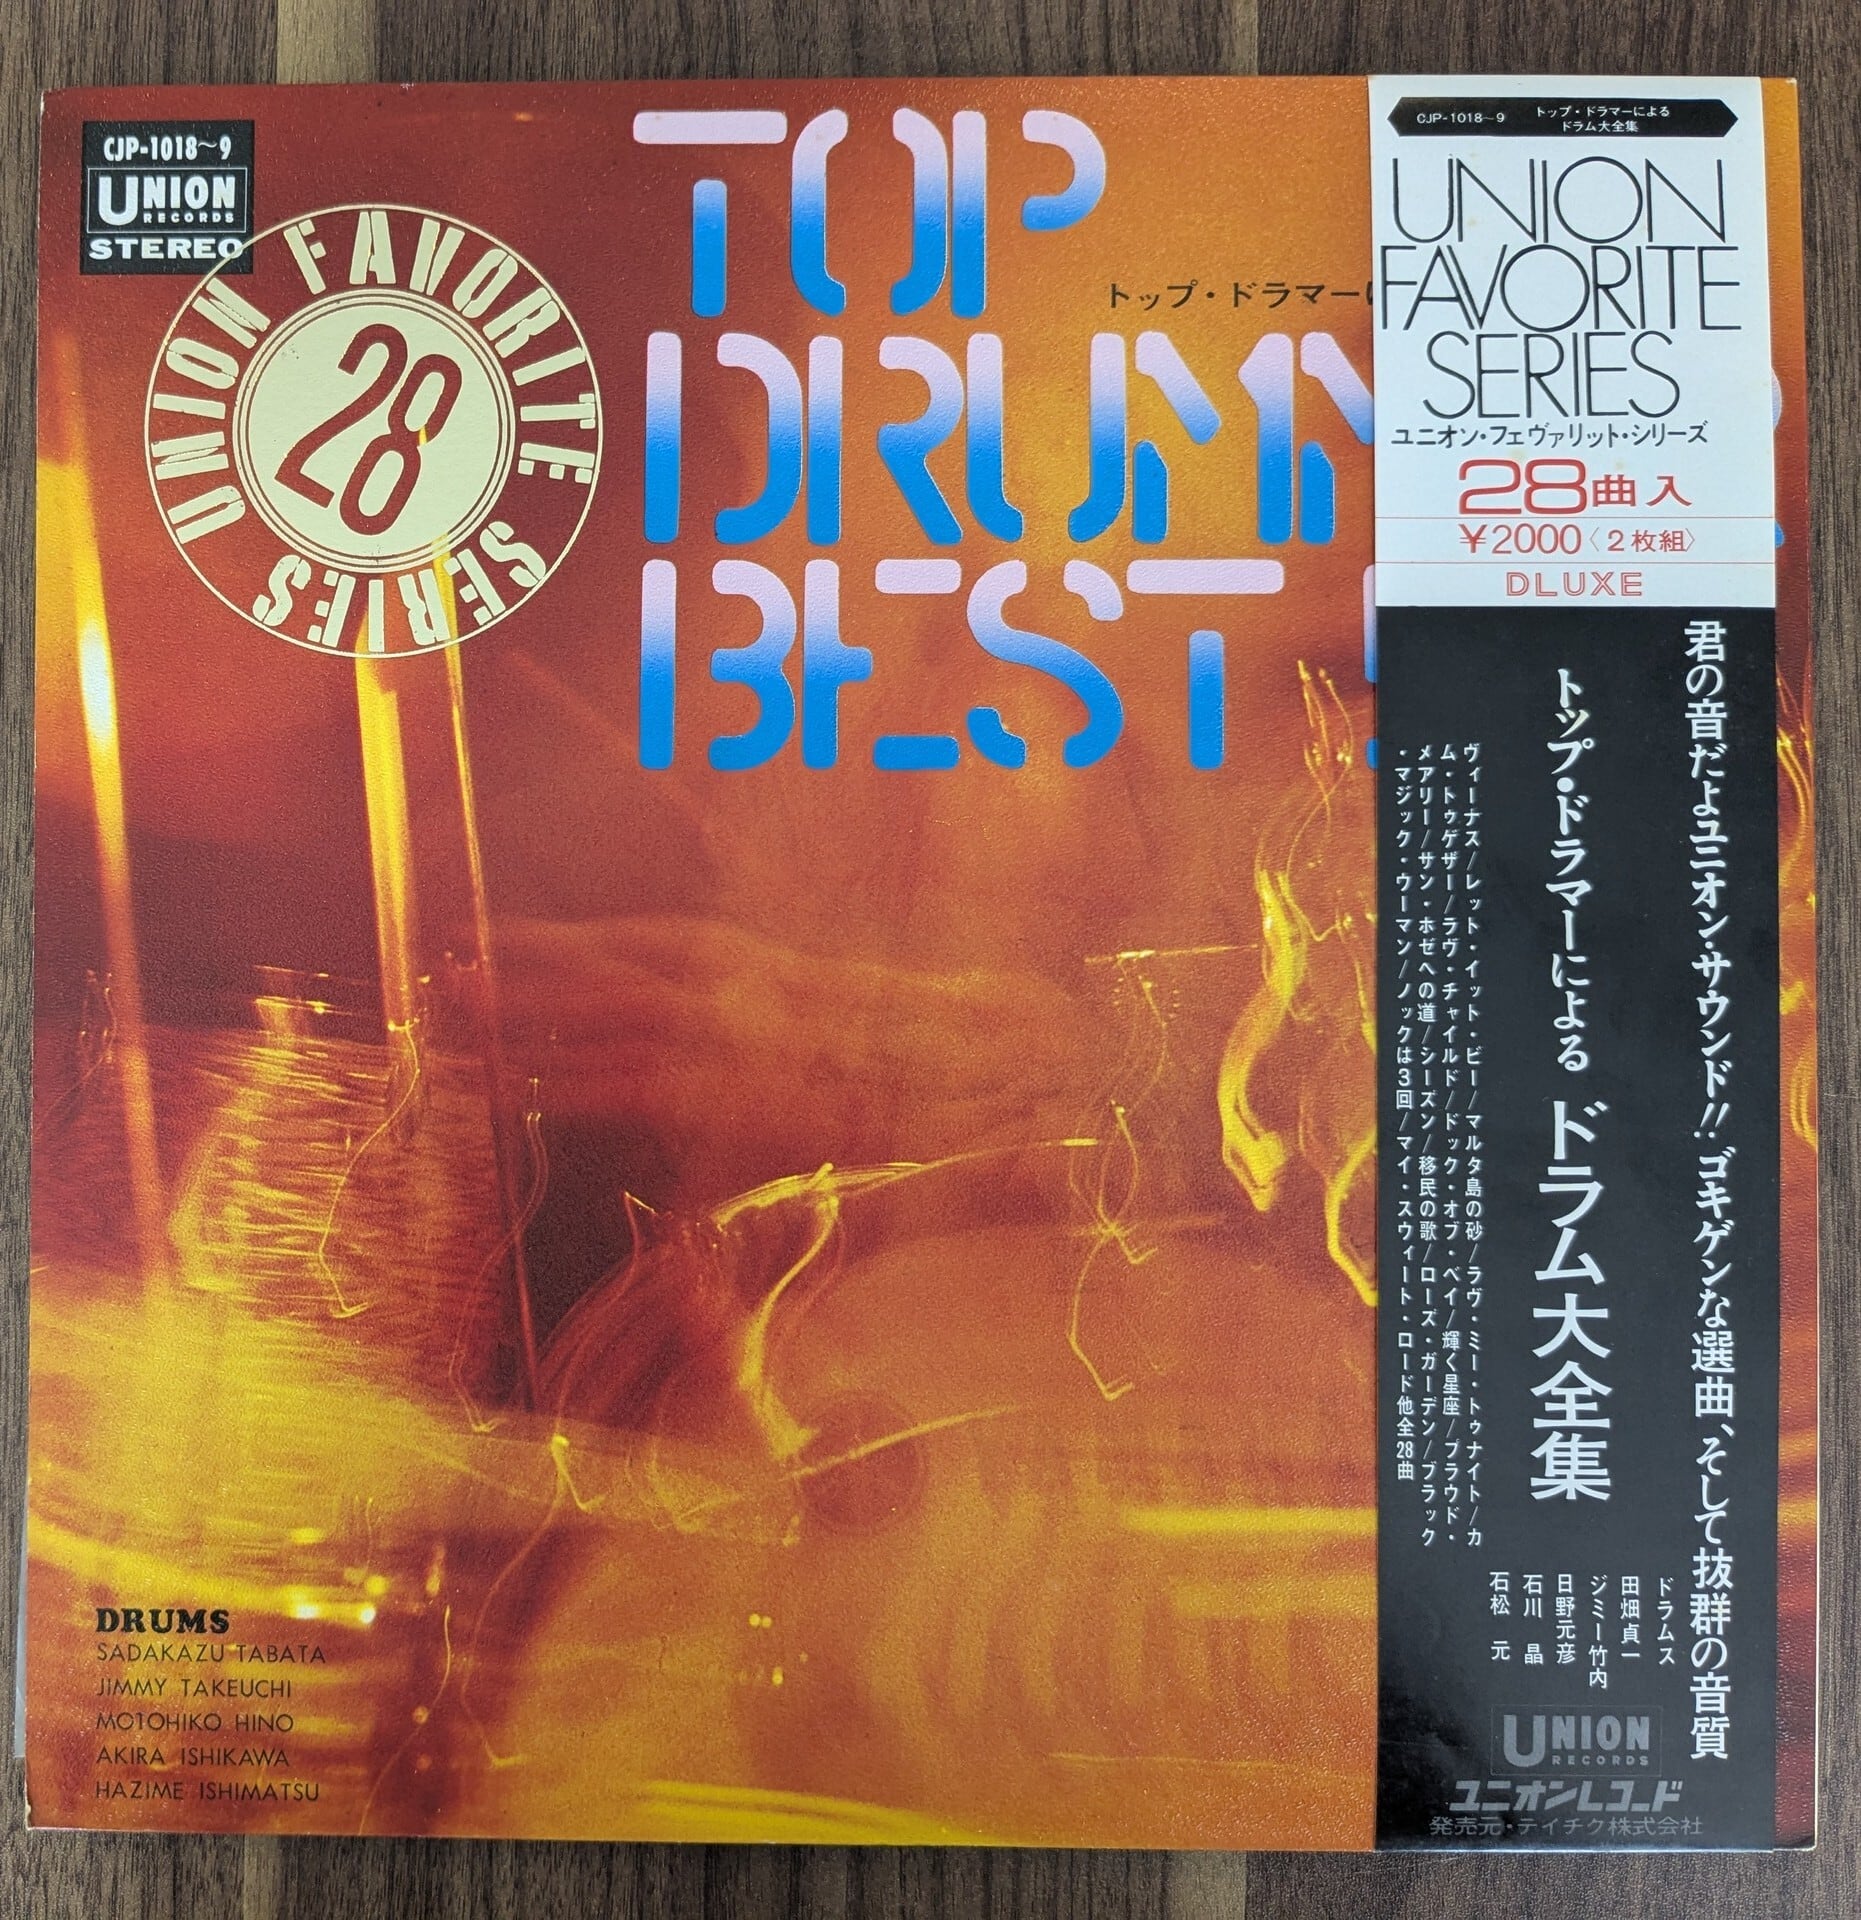 CJP-1018～9
UNION
RECORDS
STEREO
UNION FAVORITE SERIES
28
TOP
トップ・ドラマーに
DRUMM
BEST
DRUMS
SADAKAZU TABATA
JIMMY TAKEUCHI
MOTOHIKO HINO
AKIRA ISHIKAWA
HAZIME ISHIMATSU
CJP-1018～9
トップ・ドラマーによる
ドラム大全集
UNION
FAVORITE
SERIES
ユニオン・フェヴァリット・シリーズ
28曲入
¥2000〈2枚組〉
DLUXE
君の音だよユニオン・サウンド!!ゴキゲンな選曲、そして抜群の音質
トップ・ドラマーによる ドラム大全集
ヴィーナス/レット・イット・ビー/マルタ島の砂/ラヴ・ミー・トゥナイト/カ
ム・トゥゲザー/ラヴ・チャイルド/ドック・オブ・ベイ/輝く星座/プラウド・
メアリー/サン・ホゼへの道/シーズン/移民の歌/ローズ・ガーデン/ブラック
・マジック・ウーマン/ノックは3回/マイ・スウィート・ロード他全28曲
ドラムス
田畑貞一
ジミー竹内
日野元彦
石川 晶
石松 元
UNION
RECORDS
ユニオンレコード
発売元・テイチク株式会社